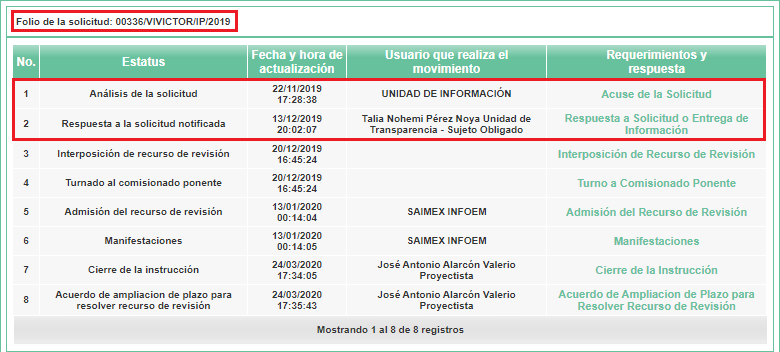 Folio de la solicitud: 00336/VIVICTOR/IP/2019
No. Estatus Fecha y hora de actualización Usuario que realiza el movimiento Requerimientos y respuesta
1 Análisis de la solicitud 22/11/2019 17:28:38 UNIDAD DE INFORMACIÓN Acuse de la Solicitud
2 Respuesta a la solicitud notificada 13/12/2019 20:02:07 Talia Nohemi Pérez Noya Unidad de Transparencia - Sujeto Obligado Respuesta a Solicitud o Entrega de Información
3 Interposición de recurso de revisión 20/12/2019 16:45:24 Interposición de Recurso de Revisión
4 Turnado al comisionado ponente 20/12/2019 16:45:24 Turno a Comisionado Ponente
5 Admisión del recurso de revisión 13/01/2020 00:14:04 SAIMEX INFOEM Admisión del Recurso de Revisión
6 Manifestaciones 13/01/2020 00:14:05 SAIMEX INFOEM Manifestaciones
7 Cierre de la instrucción 24/03/2020 17:34:05 José Antonio Alarcón Valerio Proyectista Cierre de la Instrucción
8 Acuerdo de ampliacion de plazo para resolver recurso de revisión 24/03/2020 17:35:43 José Antonio Alarcón Valerio Proyectista Acuerdo de Ampliacion de Plazo para Resolver Recurso de Revisión
Mostrando 1 al 8 de 8 registros